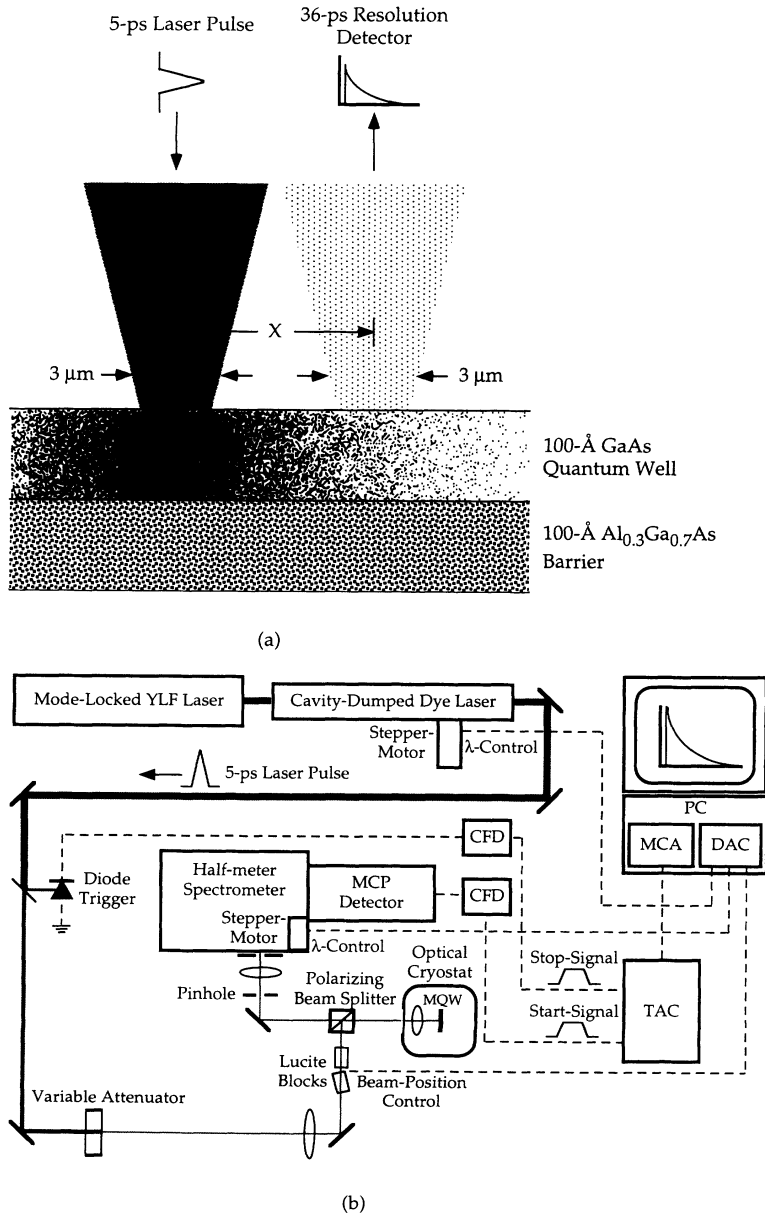 5-ps Laser Pulse
36-ps Resolution
Detector
X
3 μm
3 μm
100-Å GaAs
Quantum Well
100-Å Al0.3Ga0.7As
Barrier
(a)
Mode-Locked YLF Laser
Cavity-Dumped Dye Laser
Stepper-
Motor
λ-Control
5-ps Laser Pulse
PC
MCA
DAC
CFD
Diode
Trigger
Half-meter
Spectrometer
MCP
Detector
CFD
Stepper-
Motor
λ-Control
Optical
Cryostat
MQW
Stop-Signal
Pinhole
Polarizing
Beam Splitter
Start-Signal
TAC
Lucite
Blocks
Beam-Position
Control
Variable Attenuator
(b)